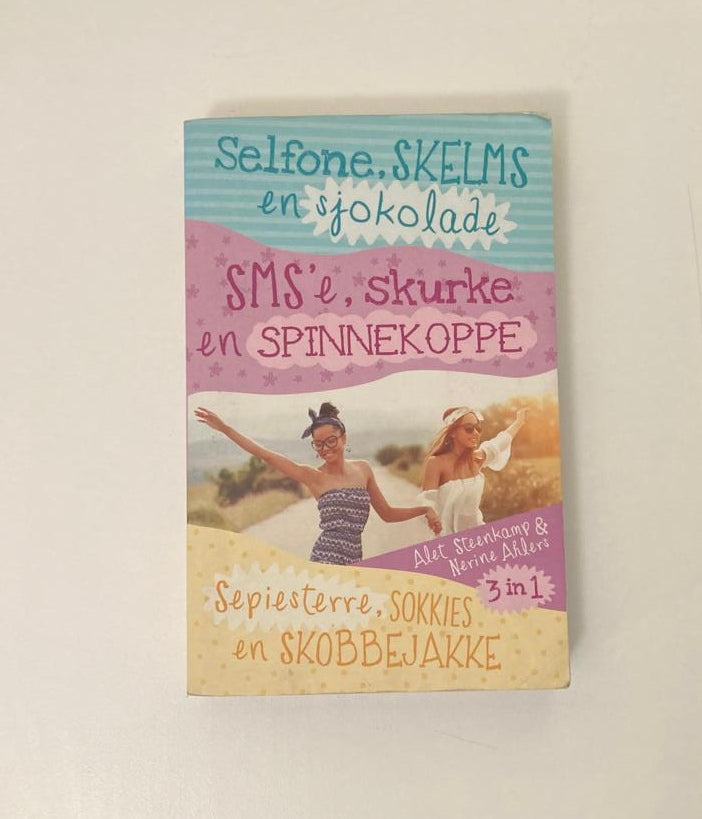 Selfone, SKELMS
en sjokolade
SMS'e, skurke
en SPINNEKOPPE
Alet Steenkamp &
Nerine Ahlers
3 in 1
Sepiesterre, SOKKIES
en SKOBBEJAKKE